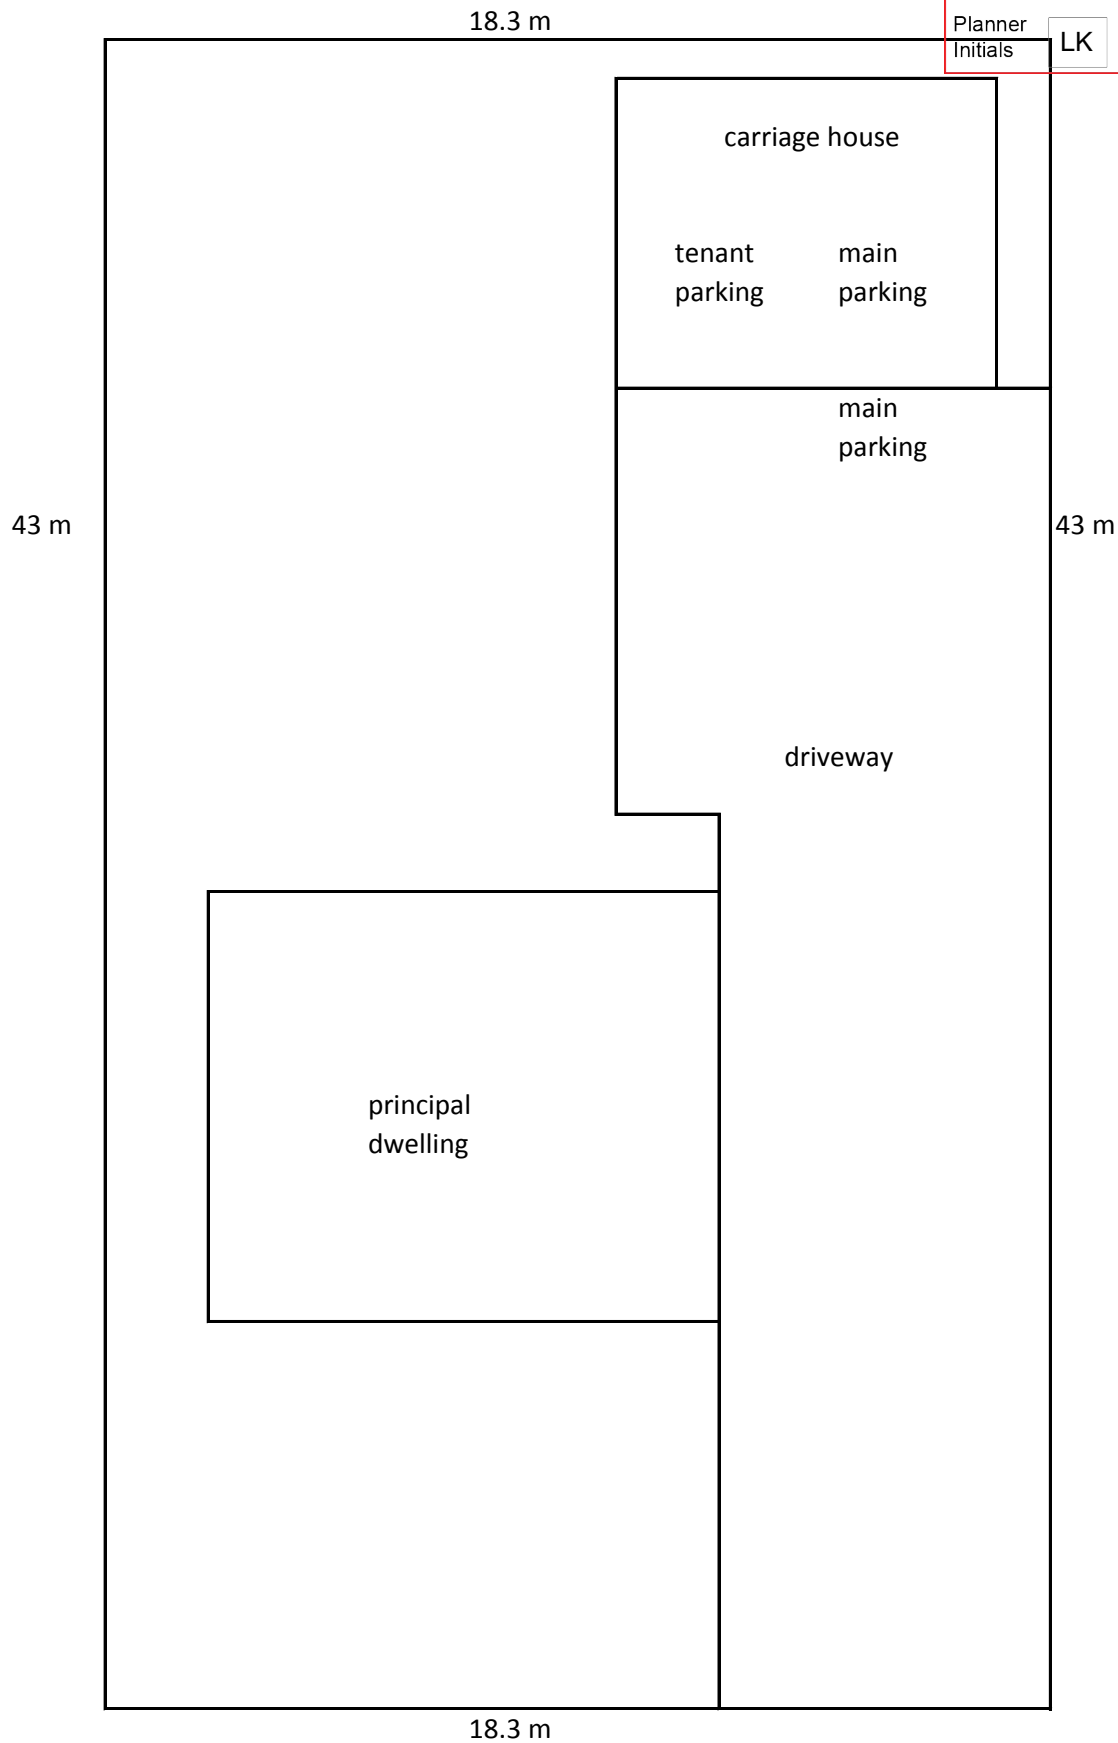 18.3 m
Planner
Initials
LK
carriage house
tenant
parking
main
parking
main
parking
43 m
43 m
driveway
principal
dwelling
18.3 m